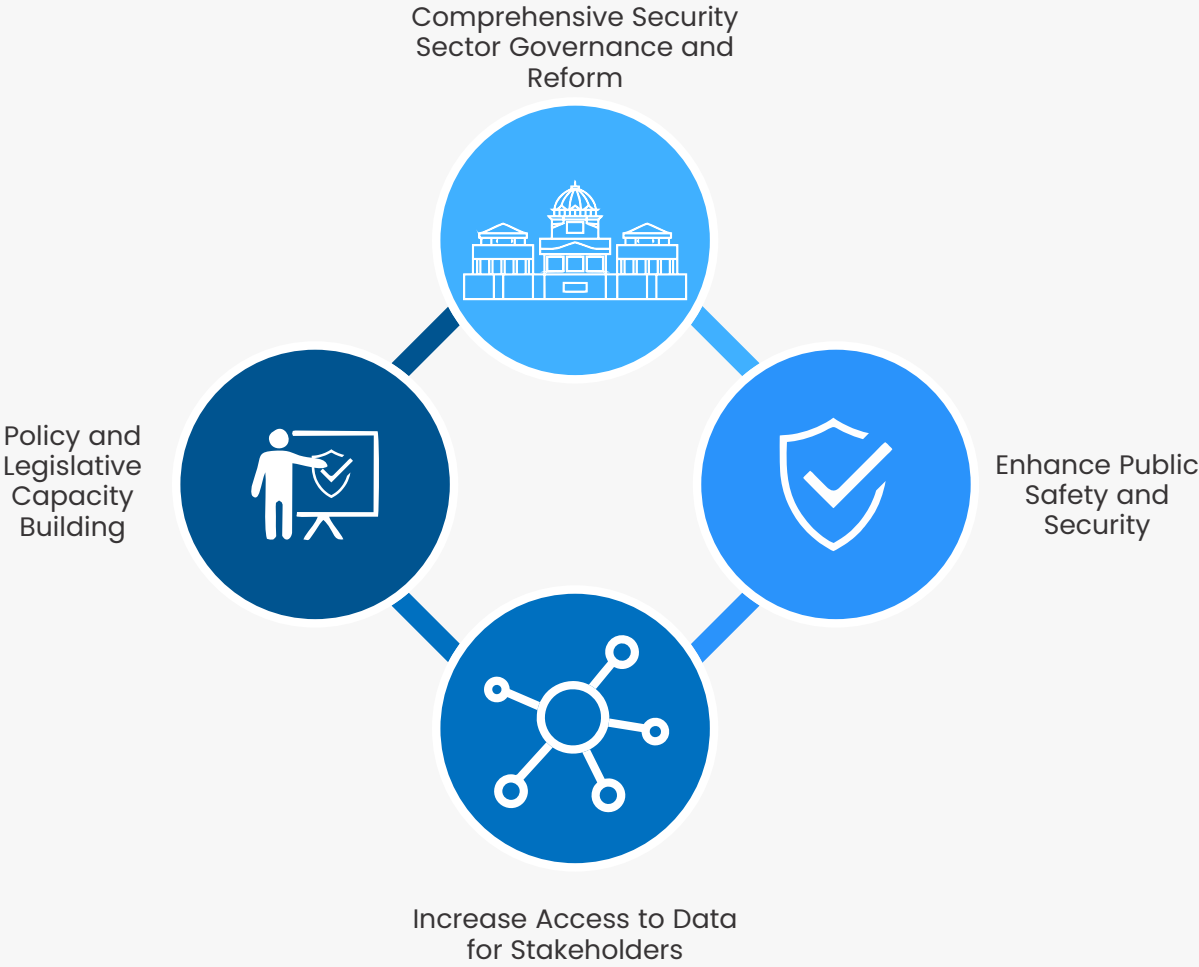 Comprehensive Security
Sector Governance and
Reform
Policy and
Legislative
Capacity
Building
Enhance Public
Safety and
Security
Increase Access to Data
for Stakeholders